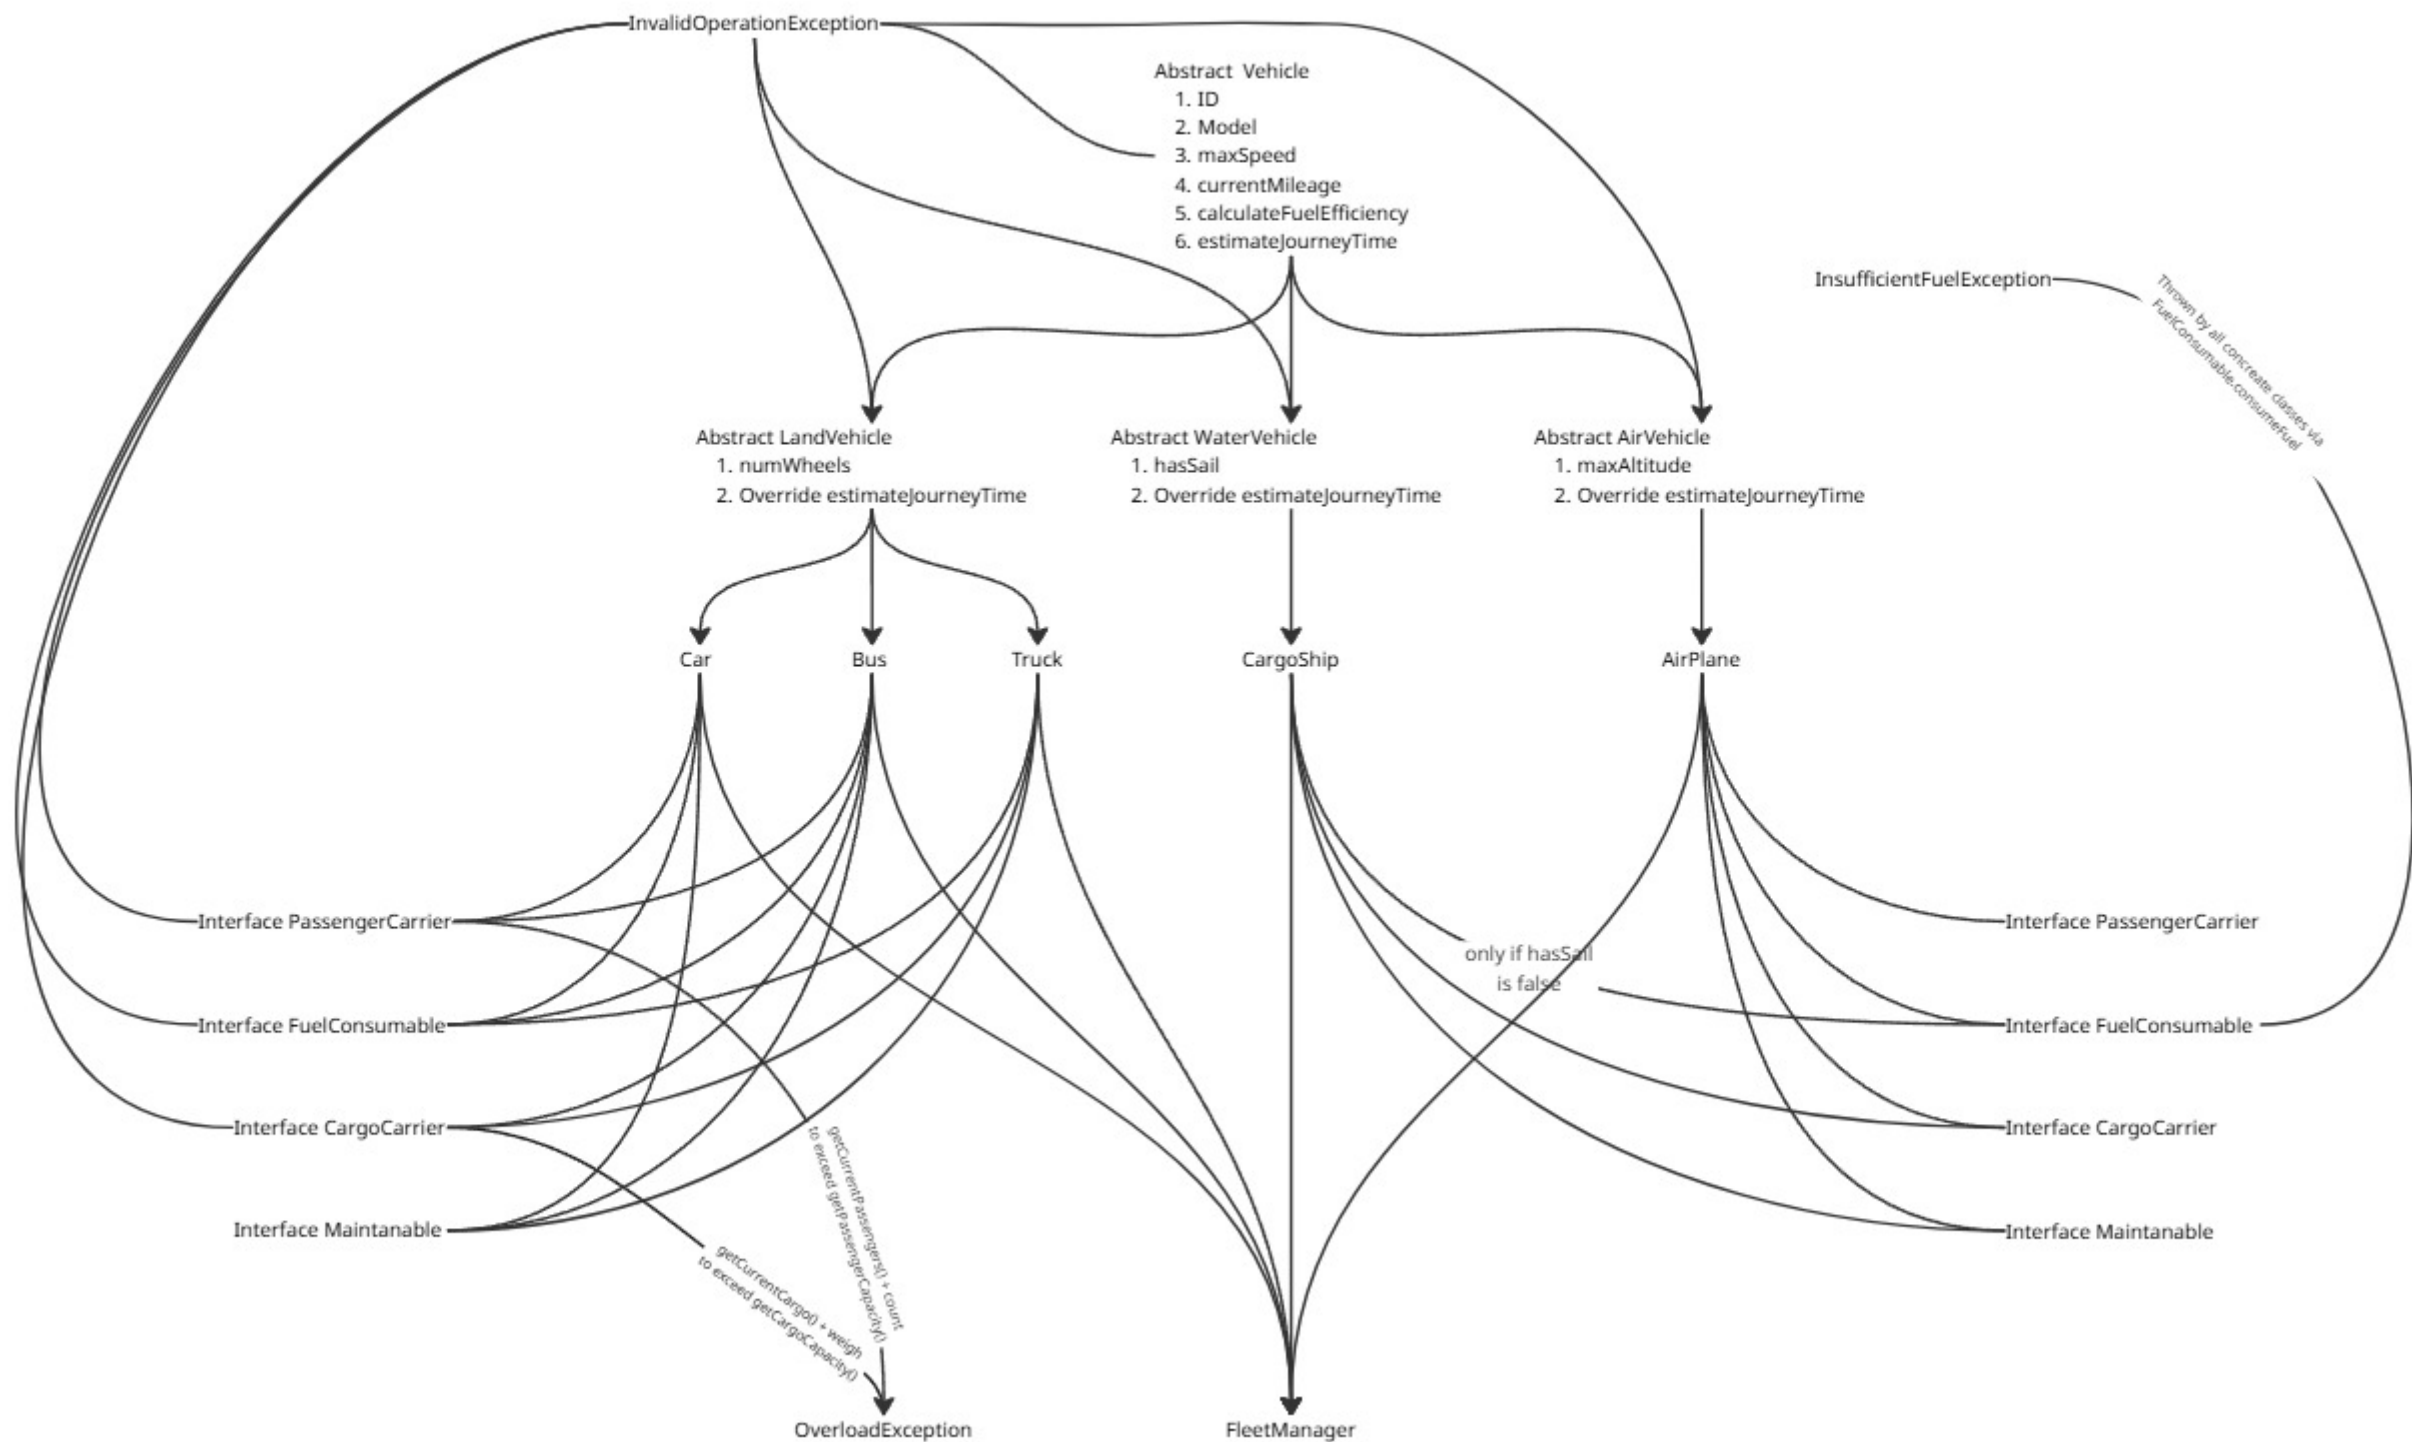 InvalidOperationException
Abstract  Vehicle
1. ID
2. Model
3. maxSpeed
4. currentMileage
5. calculateFuelEfficiency
6. estimateJourneyTime
InsufficientFuelException
Thrown by all concreate classes via
FuelConsumable.consumeFuel
Abstract LandVehicle
1. numWheels
2. Override estimateJourneyTime
Abstract WaterVehicle
1. hasSail
2. Override estimateJourneyTime
Abstract AirVehicle
1. maxAltitude
2. Override estimateJourneyTime
Car
Bus
Truck
CargoShip
AirPlane
Interface PassengerCarrier
Interface FuelConsumable
Interface CargoCarrier
Interface Maintanable
only if hasSail
is false
Interface PassengerCarrier
Interface FuelConsumable
Interface CargoCarrier
Interface Maintanable
getCurrentPassengers() + count
to exceed getPassengerCapacity()
getCurrentCargo() + weigh
to exceed getCargoCapacity()
OverloadException
FleetManager